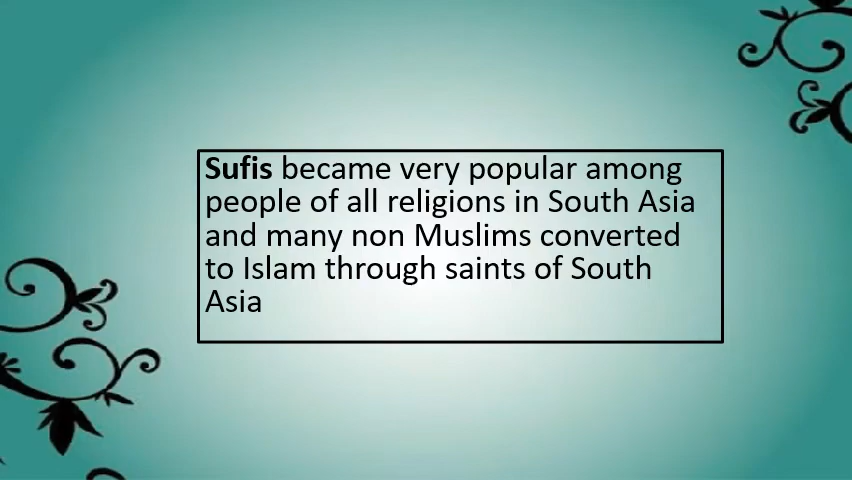 Sufis became very popular among
people of all religions in South Asia
and many non Muslims converted
to Islam through saints of South
Asia